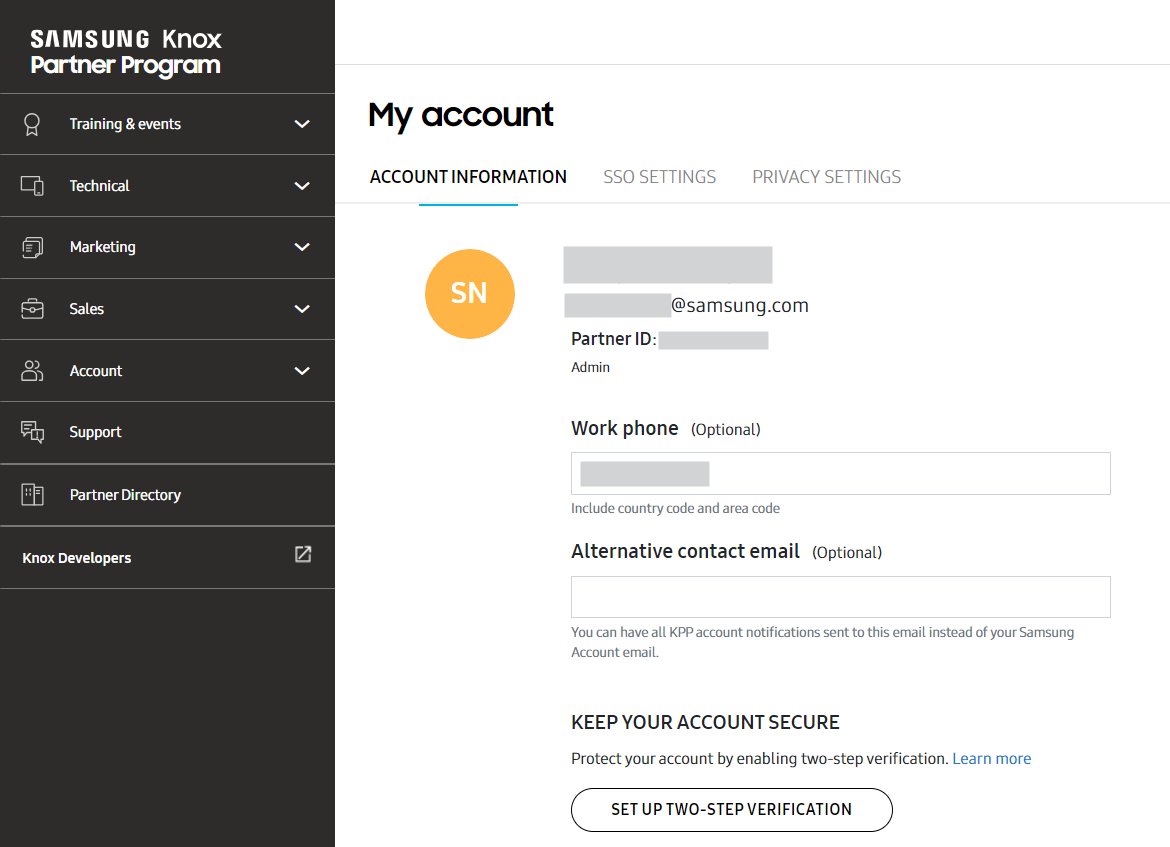 SAMSUNG Knox
Partner Program
Training & events
Technical
Marketing
Sales
Account
Support
Partner Directory
Knox Developers
My account
ACCOUNT INFORMATION SSO SETTINGS PRIVACY SETTINGS
SN
@samsung.com
Partner ID:
Admin
Work phone (Optional)
Include country code and area code
Alternative contact email (Optional)
You can have all KPP account notifications sent to this email instead of your Samsung
Account email.
KEEP YOUR ACCOUNT SECURE
Protect your account by enabling two-step verification. Learn more
SET UP TWO-STEP VERIFICATION